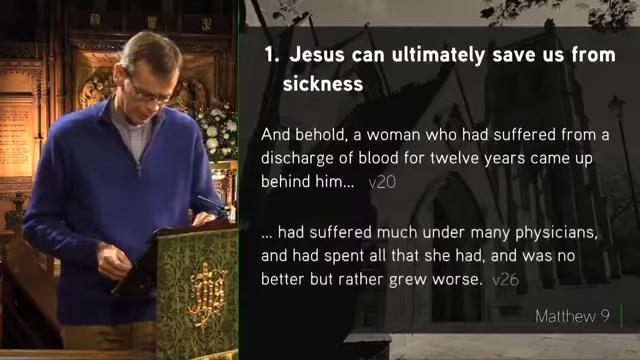 1. Jesus can ultimately save us from
sickness
And behold, a woman who had suffered from a
discharge of blood for twelve years came up
behind him... v20
... had suffered much under many physicians,
and had spent all that she had, and was no
better but rather grew worse. v26
Matthew 9